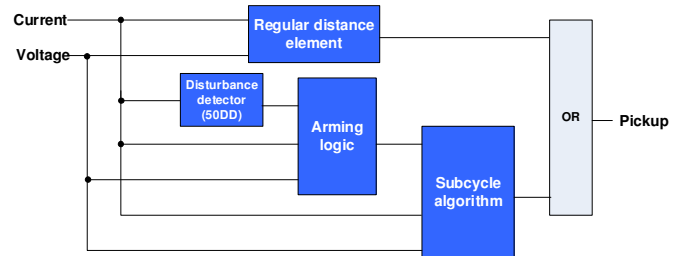 Current
Voltage
Regular distance
element
Disturbance
detector
(50DD)
Arming
logic
Subcycle
algorithm
OR
Pickup